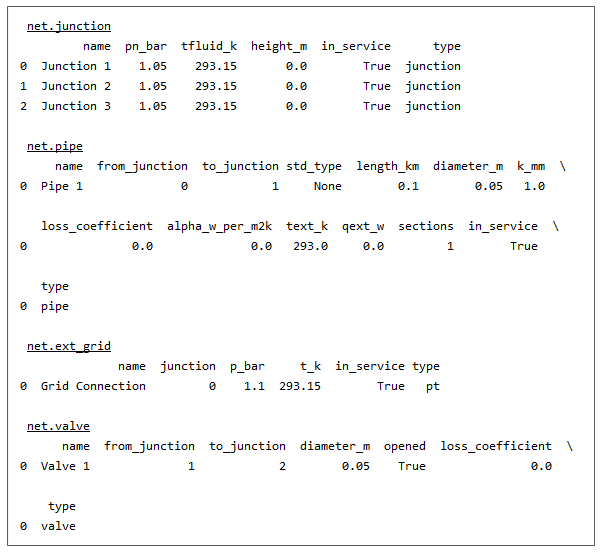 net.junction
name pn_bar tfluid_k height_m in_service type
0 Junction 1 1.05 293.15 0.0 True junction
1 Junction 2 1.05 293.15 0.0 True junction
2 Junction 3 1.05 293.15 0.0 True junction
net.pipe
name from_junction to_junction std_type length_km diameter_m k_mm \
0 Pipe 1 0 1 None 0.1 0.05 1.0
loss_coefficient alpha_w_per_m2k text_k qext_w sections in_service \
0 0.0 0.0 293.0 0.0 1 True
type
0 pipe
net.ext_grid
name junction p_bar t_k in_service type
0 Grid Connection 0 1.1 293.15 True pt
net.valve
name from_junction to_junction diameter_m opened loss_coefficient \
0 Valve 1 1 2 0.05 True 0.0
type
0 valve